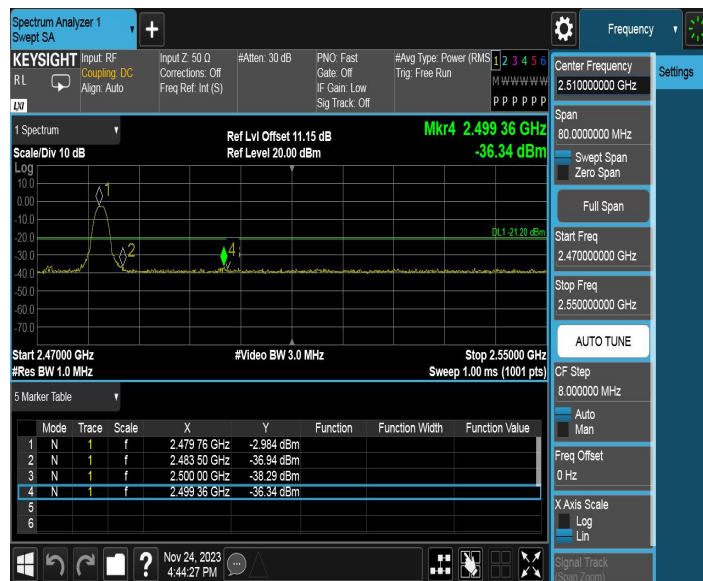 Spectrum Analyzer 1
Swept SA
+
Frequency
KEYSIGHT
RL
LXI
Input: RF
Coupling: DC
Align: Auto
Input Z: 50 Ω
Corrections: Off
Freq Ref: Int (S)
#Atten: 30 dB
PNO: Fast
Gate: Off
IF Gain: Low
Sig Track: Off
#Avg Type: Power (RMS
Trig: Free Run
1 2 3 4 5 6
M W W W W W
P P P P P P
Settings
Center Frequency
2.510000000 GHz
Span
80.0000000 MHz
Swept Span
Zero Span
Full Span
Start Freq
2.470000000 GHz
Stop Freq
2.550000000 GHz
AUTO TUNE
CF Step
8.000000 MHz
Auto
Man
Freq Offset
0 Hz
X Axis Scale
Log
Lin
Signal Track
(Span Zoom)
1 Spectrum
Scale/Div 10 dB
Ref Lvl Offset 11.15 dB
Ref Level 20.00 dBm
Mkr4 2.499 36 GHz
-36.34 dBm
Log
10.0
0.00
-10.0
-20.0
-30.0
-40.0
-50.0
-60.0
-70.0
1
2
4
DL1 -21.20 dBm
Start 2.47000 GHz
#Res BW 1.0 MHz
#Video BW 3.0 MHz
Stop 2.55000 GHz
Sweep 1.00 ms (1001 pts)
5 Marker Table
Mode Trace Scale X Y Function Function Width Function Value
1 N 1 f 2.479 76 GHz -2.984 dBm
2 N 1 f 2.483 50 GHz -36.94 dBm
3 N 1 f 2.500 00 GHz -38.29 dBm
4 N 1 f 2.499 36 GHz -36.34 dBm
5
6
?
Nov 24, 2023
4:44:27 PM